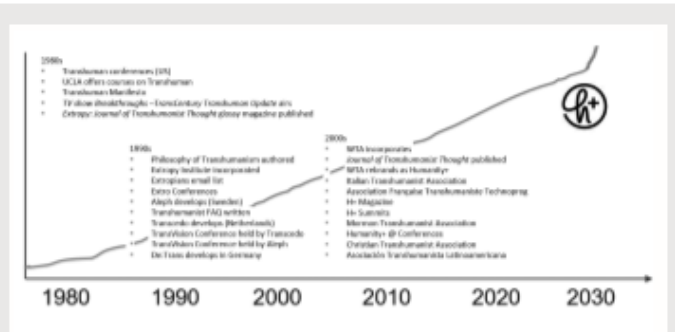 1980s
Transhuman conferences (US)
UCLA offers courses on Transhuman
Transhuman Manifesto
TV show Breakthroughs – TransCentury Transhuman Update airs
Extropy: Journal of Transhumanist Thought glossy magazine published
1990s
Philosophy of Transhumanism authored
Extropy Institute incorporated
Extropians email list
Extro Conferences
Aleph develops (Sweden)
Transhumanist FAQ written
Transcedo develops (Netherlands)
TransVision Conference held by Transcedo
TransVision Conference held by Aleph
De:Trans develops in Germany
2000s
WTA incorporates
Journal of Transhumanist Thought published
WTA rebrands as Humanity+
Italian Transhumanist Association
Association Française Transhumaniste Technoprog
H+ Magazine
H+ Summits
Mormon Transhumanist Association
Humanity+ @ Conferences
Christian Transhumanist Association
Asociación Transhumanista Latinoamericana
h+
1980 1990 2000 2010 2020 2030